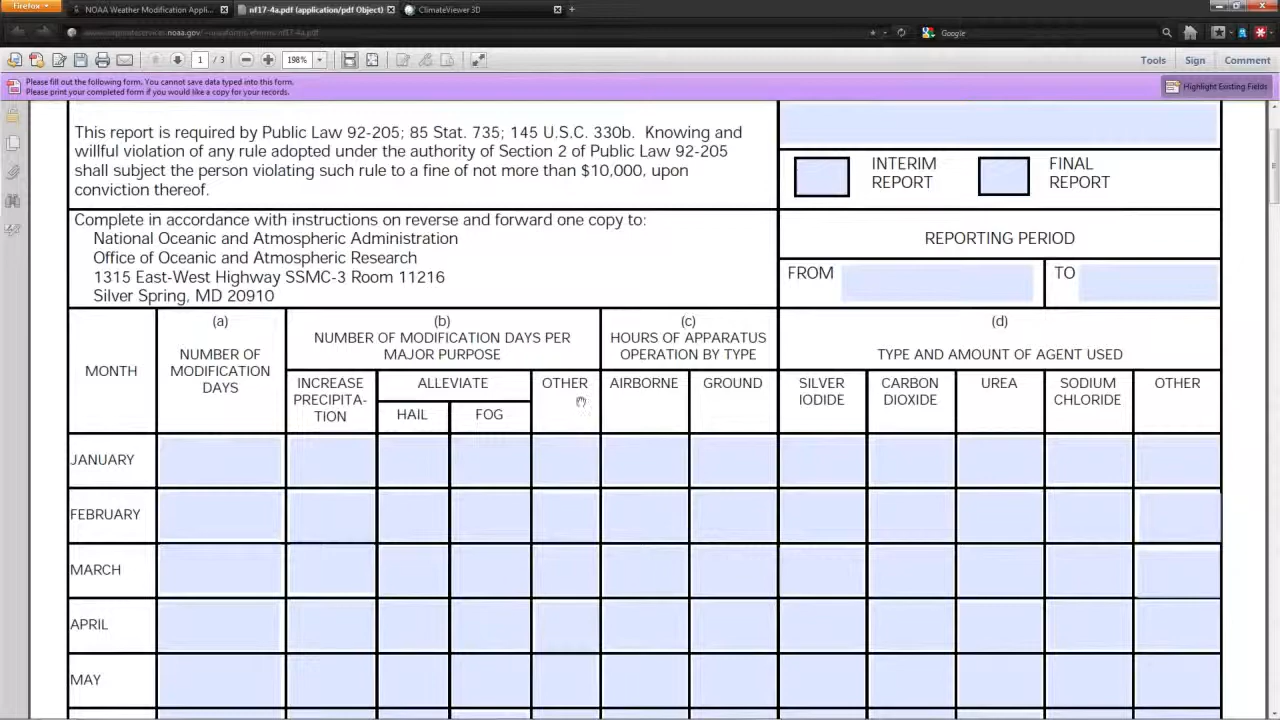 Firefox
NOAA Weather Modification Appli...
nf17-4a.pdf (application/pdf Object)
ClimateViewer 3D
Google
1 / 3
198%
Tools
Sign
Comment
Please fill out the following form. You cannot save data typed into this form.
Please print your completed form if you would like a copy for your records.
Highlight Existing Fields
This report is required by Public Law 92-205; 85 Stat. 735; 145 U.S.C. 330b. Knowing and
willful violation of any rule adopted under the authority of Section 2 of Public Law 92-205
shall subject the person violating such rule to a fine of not more than $10,000, upon
conviction thereof.
INTERIM
REPORT
FINAL
REPORT
Complete in accordance with instructions on reverse and forward one copy to:
National Oceanic and Atmospheric Administration
Office of Oceanic and Atmospheric Research
1315 East-West Highway SSMC-3 Room 11216
Silver Spring, MD 20910
REPORTING PERIOD
FROM
TO
MONTH
(a)
NUMBER OF
MODIFICATION
DAYS
(b)
NUMBER OF MODIFICATION DAYS PER
MAJOR PURPOSE
(c)
HOURS OF APPARATUS
OPERATION BY TYPE
(d)
TYPE AND AMOUNT OF AGENT USED
INCREASE
PRECIPITA-
TION
ALLEVIATE
HAIL
FOG
OTHER
AIRBORNE
GROUND
SILVER
IODIDE
CARBON
DIOXIDE
UREA
SODIUM
CHLORIDE
OTHER
JANUARY
FEBRUARY
MARCH
APRIL
MAY